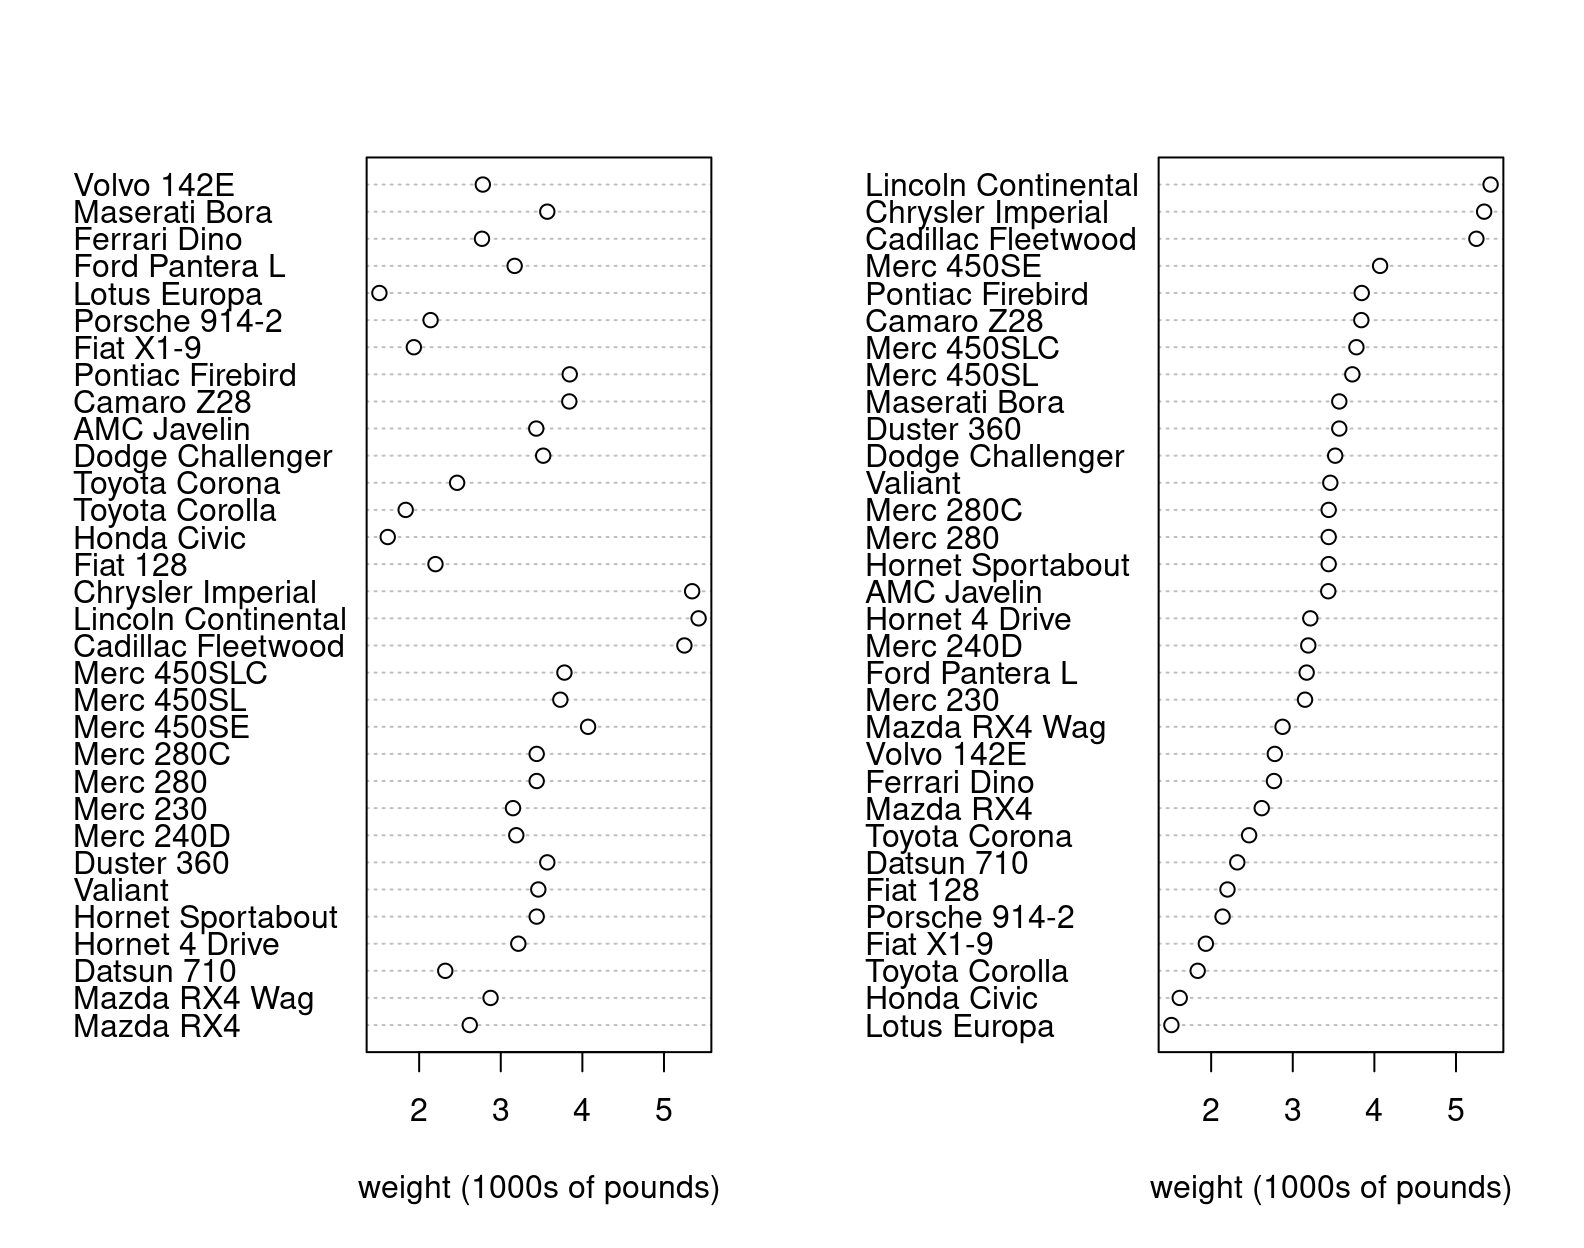 Volvo 142E
Maserati Bora
Ferrari Dino
Ford Pantera L
Lotus Europa
Porsche 914-2
Fiat X1-9
Pontiac Firebird
Camaro Z28
AMC Javelin
Dodge Challenger
Toyota Corona
Toyota Corolla
Honda Civic
Fiat 128
Chrysler Imperial
Lincoln Continental
Cadillac Fleetwood
Merc 450SLC
Merc 450SL
Merc 450SE
Merc 280C
Merc 280
Merc 230
Merc 240D
Duster 360
Valiant
Hornet Sportabout
Hornet 4 Drive
Datsun 710
Mazda RX4 Wag
Mazda RX4
2 3 4 5
weight (1000s of pounds)
Lincoln Continental
Chrysler Imperial
Cadillac Fleetwood
Merc 450SE
Pontiac Firebird
Camaro Z28
Merc 450SLC
Merc 450SL
Maserati Bora
Duster 360
Dodge Challenger
Valiant
Merc 280C
Merc 280
Hornet Sportabout
AMC Javelin
Hornet 4 Drive
Merc 240D
Ford Pantera L
Merc 230
Mazda RX4 Wag
Volvo 142E
Ferrari Dino
Mazda RX4
Toyota Corona
Datsun 710
Fiat 128
Porsche 914-2
Fiat X1-9
Toyota Corolla
Honda Civic
Lotus Europa
2 3 4 5
weight (1000s of pounds)